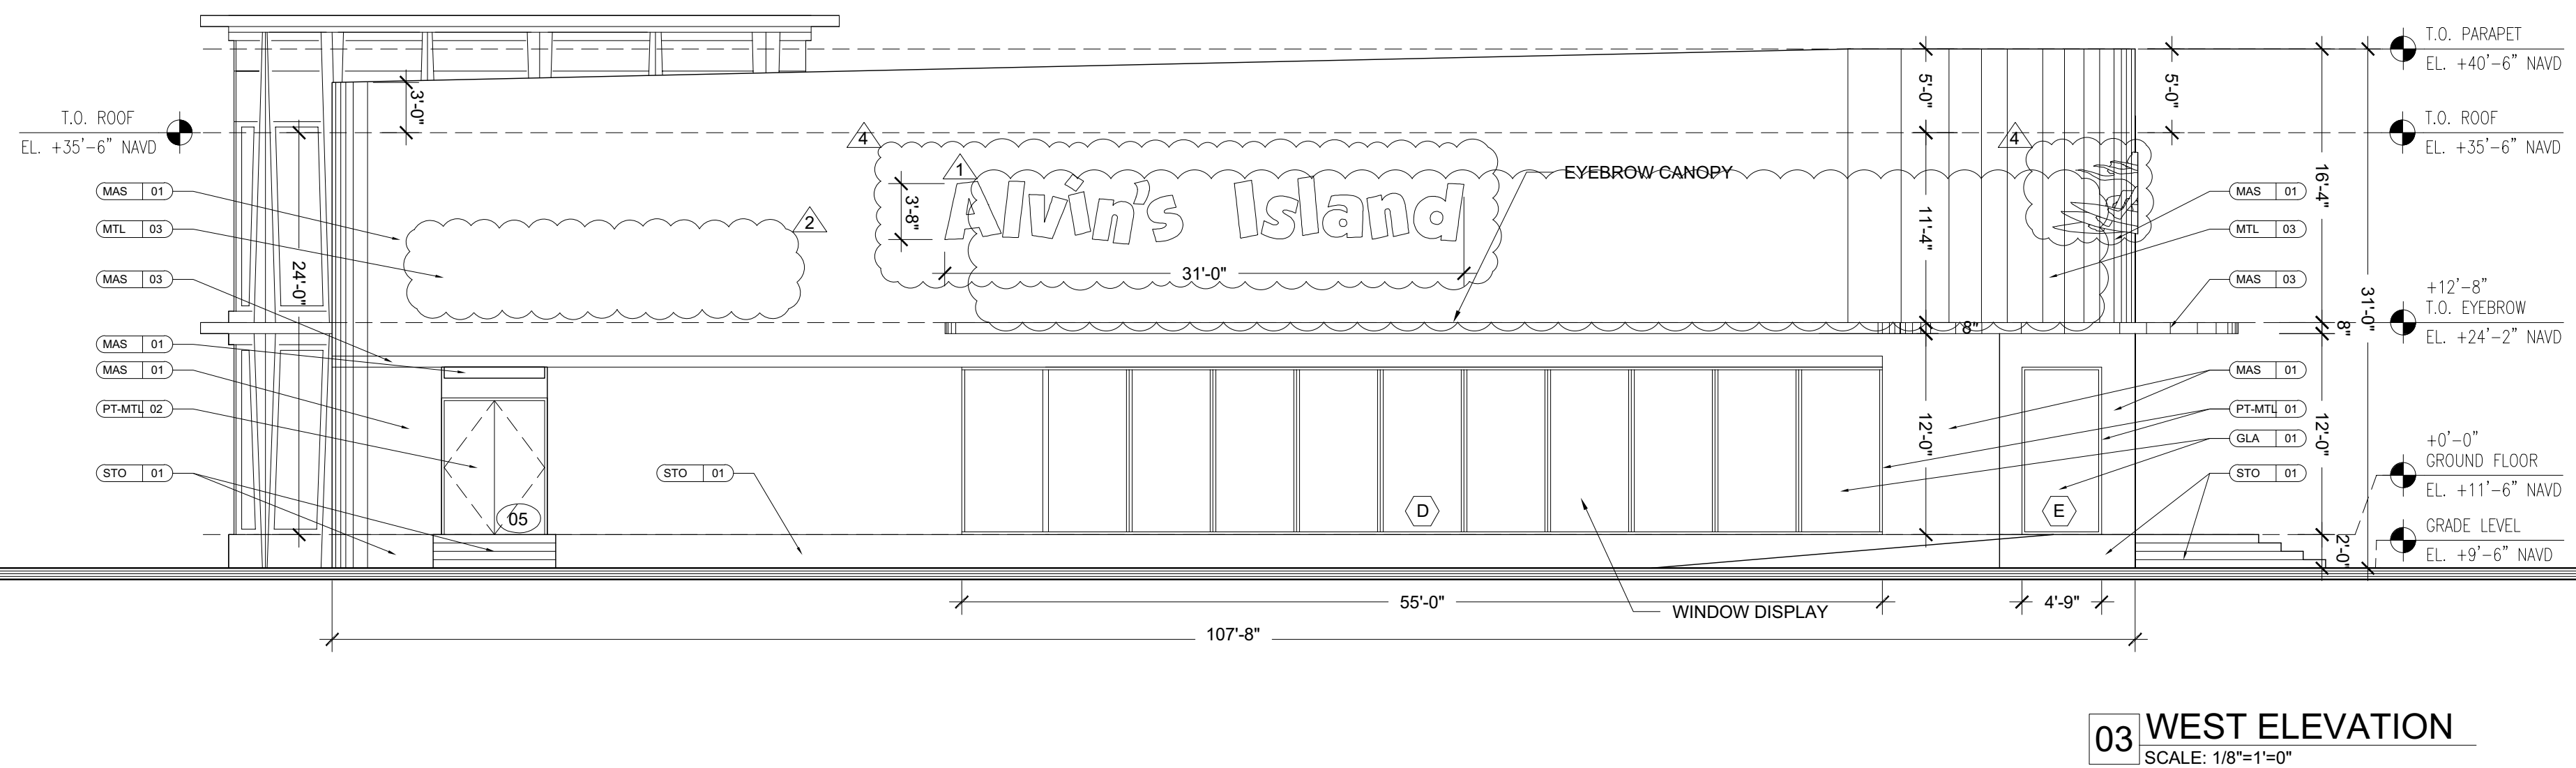 T.O. PARAPET
EL. +40'-6" NAVD
T.O. ROOF
EL. +35'-6" NAVD
T.O. ROOF
EL. +35'-6" NAVD
3'-0"
5'-0"
5'-0"
4
1
4
EYEBROW CANOPY
MAS 01
Alvin's Island
3'-8"
MAS 01
16'-4"
MTL 03
2
11'-4"
MTL 03
MAS 03
24'-0"
31'-0"
MAS 03
31'-0"
+12'-8"
T.O. EYEBROW
EL. +24'-2" NAVD
8"
8"
MAS 01
MAS 01
MAS 01
PT-MTL 02
PT-MTL 01
12'-0"
12'-0"
GLA 01
+0'-0"
GROUND FLOOR
EL. +11'-6" NAVD
STO 01
STO 01
STO 01
05
D
E
GRADE LEVEL
EL. +9'-6" NAVD
2'-0"
55'-0"
WINDOW DISPLAY
4'-9"
107'-8"
03 WEST ELEVATION
SCALE: 1/8"=1'=0"